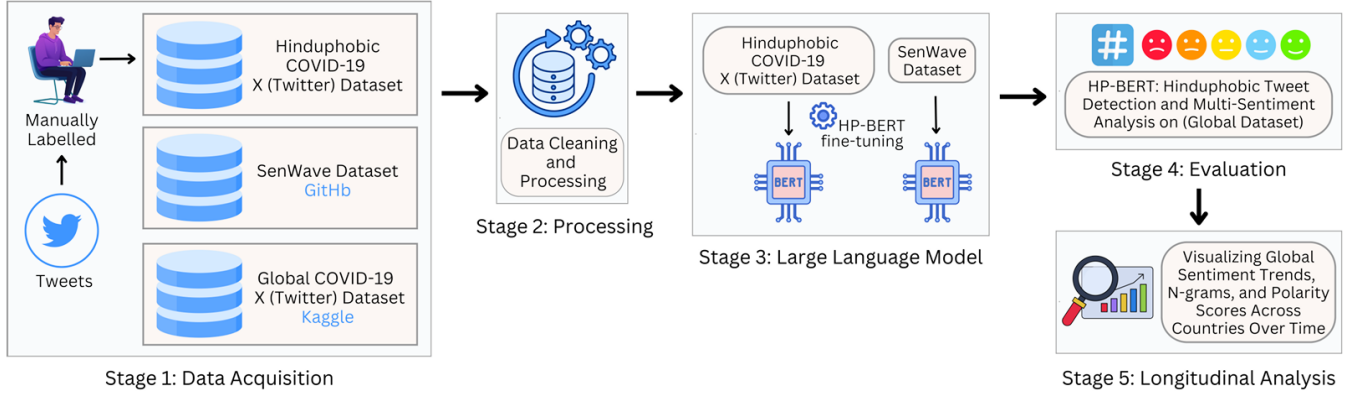 Manually
Labelled
Tweets
Hinduphobic
COVID-19
X (Twitter) Dataset
SenWave Dataset
GitHb
Global COVID-19
X (Twitter) Dataset
Kaggle
Stage 1: Data Acquisition
Data Cleaning
and
Processing
Stage 2: Processing
Hinduphobic
COVID-19
X (Twitter) Dataset
SenWave
Dataset
HP-BERT
fine-tuning
BERT
BERT
Stage 3: Large Language Model
#
HP-BERT: Hinduphobic Tweet
Detection and Multi-Sentiment
Analysis on (Global Dataset)
Stage 4: Evaluation
Visualizing Global
Sentiment Trends,
N-grams, and Polarity
Scores Across
Countries Over Time
Stage 5: Longitudinal Analysis